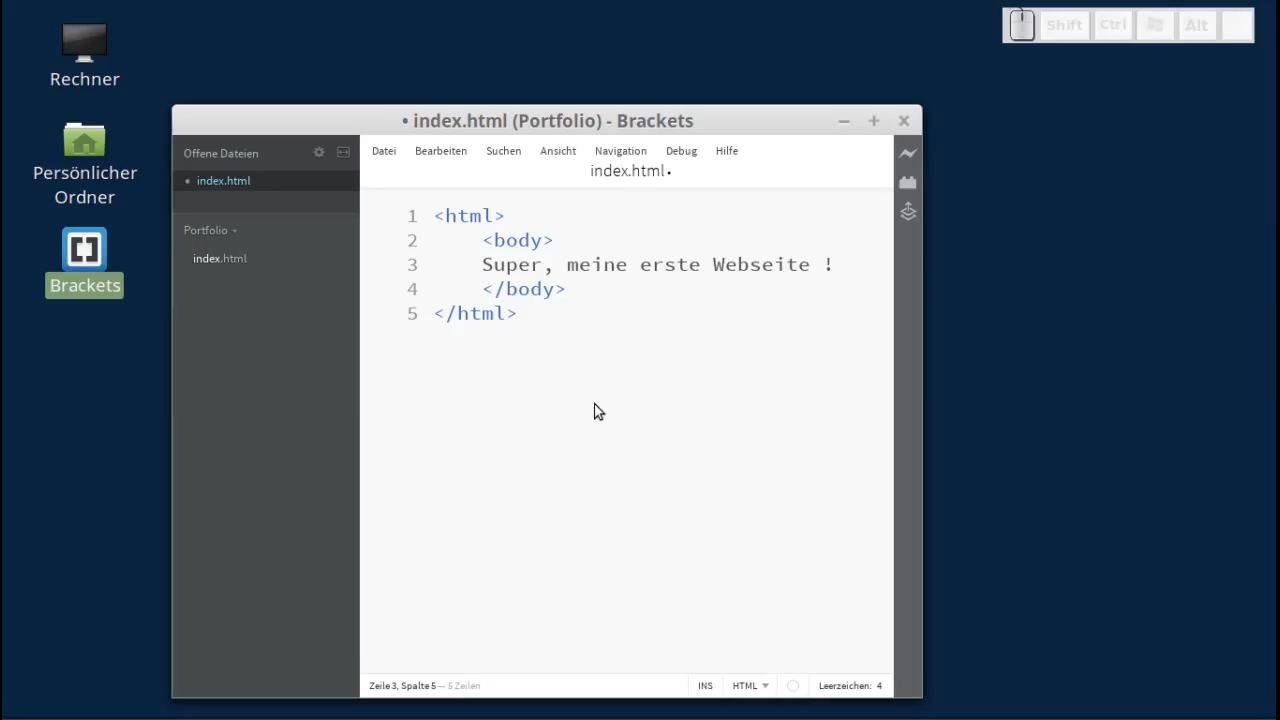 Rechner
Persönlicher
Ordner
Brackets
Shift Ctrl Alt
• index.html (Portfolio) - Brackets
Offene Dateien
• index.html
Portfolio
index.html
Datei Bearbeiten Suchen Ansicht Navigation Debug Hilfe
index.html •
1 <html>
2 <body>
3 Super, meine erste Webseite !
4 </body>
5 </html>
Zeile 3, Spalte 5 — 5 Zeilen
INS HTML Leerzeichen: 4